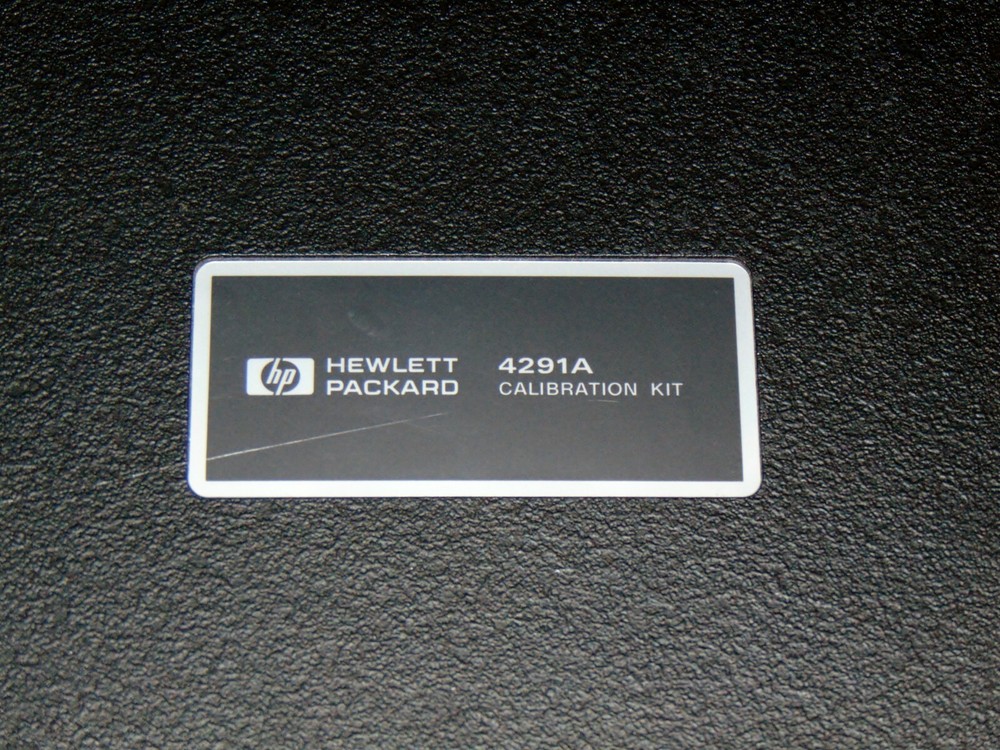 hp HEWLETT PACKARD
4291A
CALIBRATION KIT